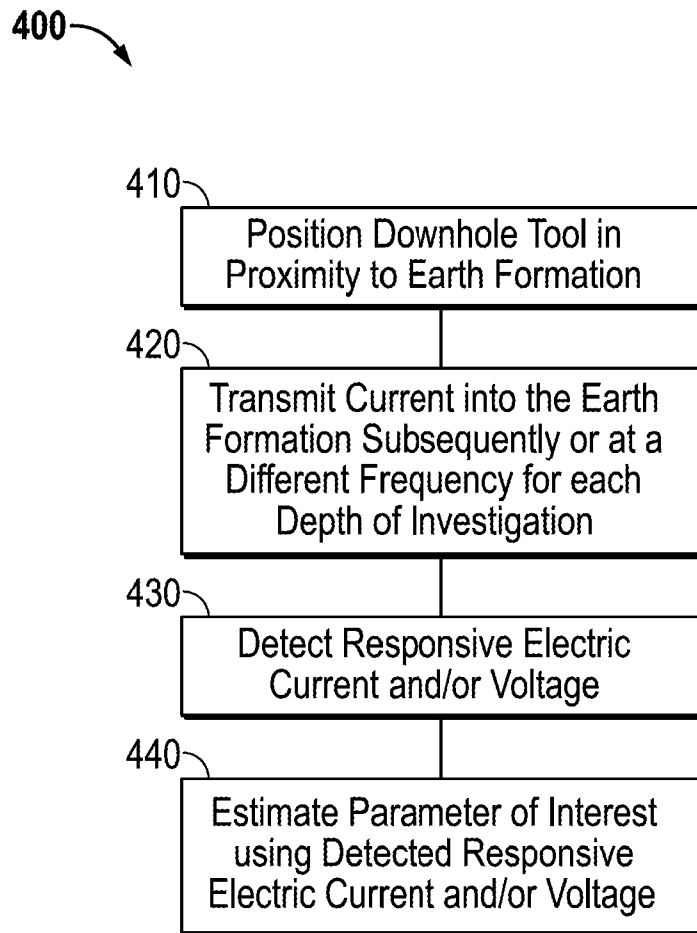 400
410
Position Downhole Tool in
Proximity to Earth Formation
420
Transmit Current into the Earth
Formation Subsequently or at a
Different Frequency for each
Depth of Investigation
430
Detect Responsive Electric
Current and/or Voltage
440
Estimate Parameter of Interest
using Detected Responsive
Electric Current and/or Voltage